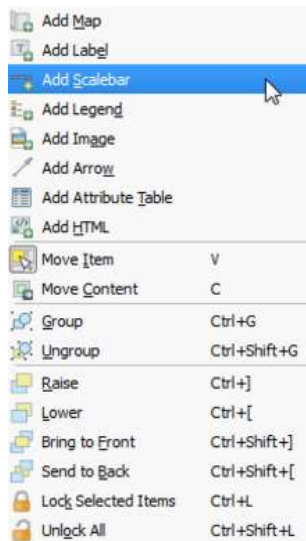 Add Map
Add Label
Add Scalebar
Add Legend
Add Image
Add Arrow
Add Attribute Table
Add HTML
Move Item V
Move Content C
Group Ctrl+G
Ungroup Ctrl+Shift+G
Raise Ctrl+]
Lower Ctrl+[
Bring to Front Ctrl+Shift+]
Send to Back Ctrl+Shift+[
Lock Selected Items Ctrl+L
Unlock All Ctrl+Shift+L